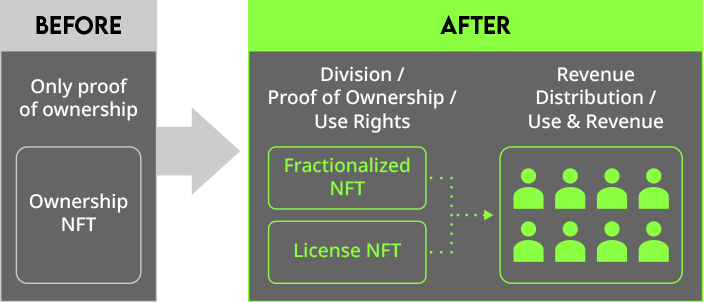 BEFORE
Only proof
of ownership
Ownership
NFT
AFTER
Division /
Proof of Ownership /
Use Rights
Fractionalized
NFT
License NFT
Revenue
Distribution /
Use & Revenue